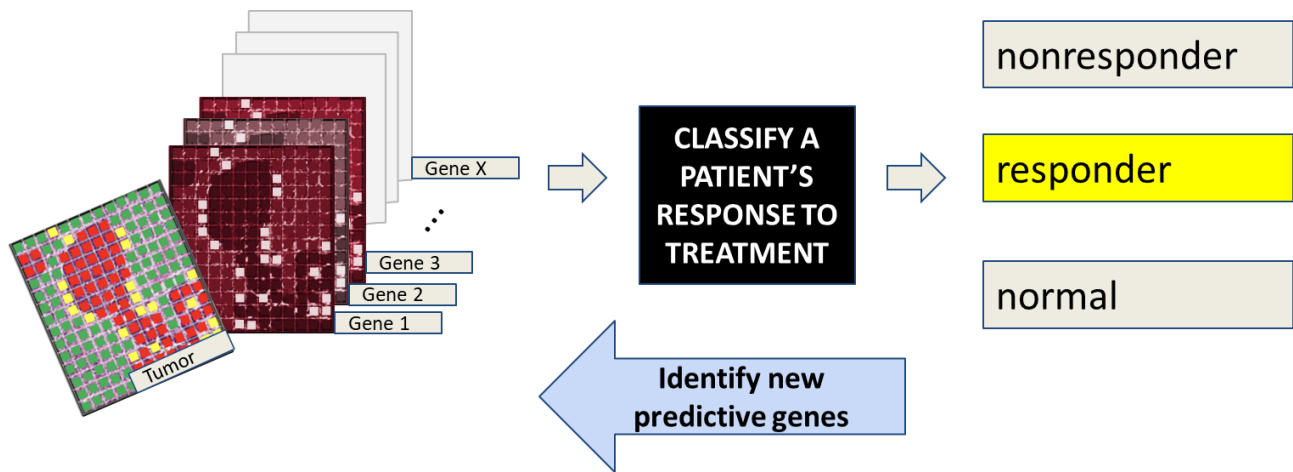 nonresponder
responder
normal
CLASSIFY A
PATIENT'S
RESPONSE TO
TREATMENT
Gene X
...
Gene 3
Gene 2
Gene 1
Tumor
Identify new
predictive genes